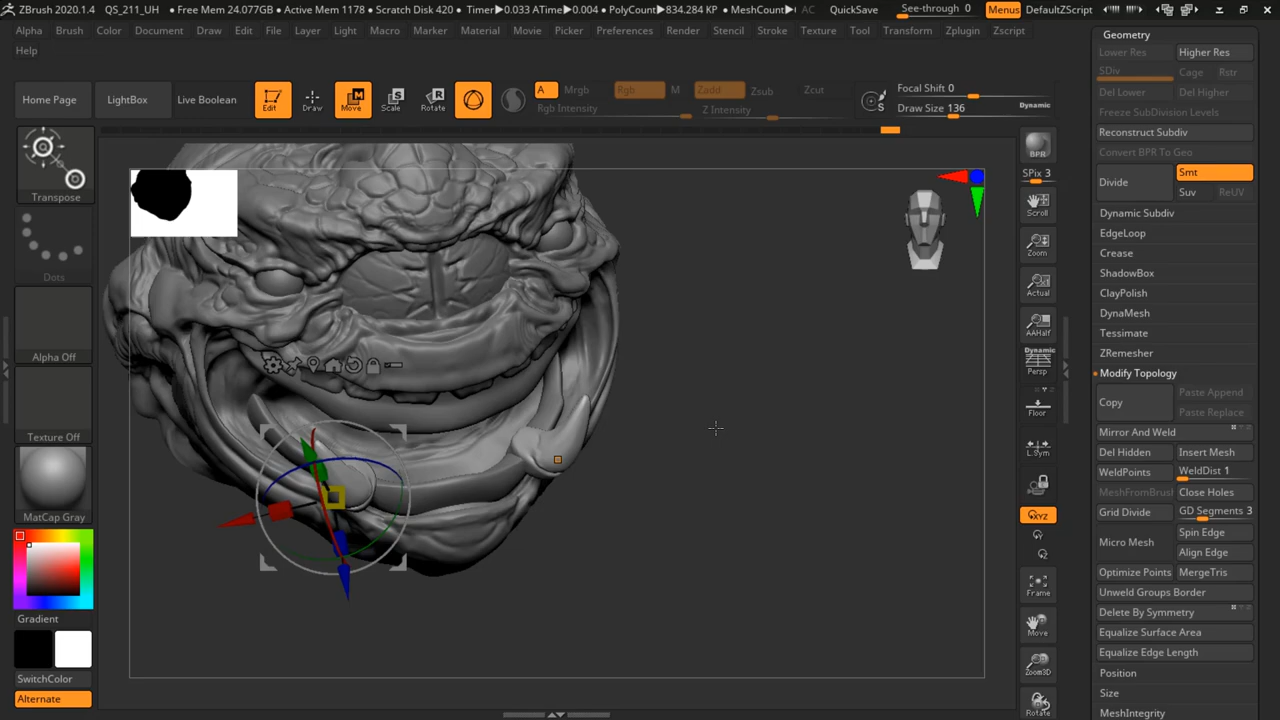 ZBrush 2020.1.4 QS_211_UH ● Free Mem 24.077GB ● Active Mem 1178 ● Scratch Disk 420 ● Timer▶0.033 ATime▶0.004 ● PolyCount▶834.284 KP ● MeshCount▶ AC QuickSave See-through 0 Menus DefaultZScript
Alpha Brush Color Document Draw Edit File Layer Light Macro Marker Material Movie Picker Preferences Render Stencil Stroke Texture Tool Transform Zplugin Zscript
Help
Home Page LightBox Live Boolean Edit Draw Move Scale Rotate A Mrgb Rgb M Zadd Zsub Zcut Focal Shift 0
Rgb Intensity Z Intensity Draw Size 136 Dynamic
Transpose
Dots
Alpha Off
Texture Off
MatCap Gray
Gradient
SwitchColor
Alternate
BPR
SPix 3
Scroll
Zoom
Actual
AAHalf
Dynamic
Persp
Floor
L.Sym
XYZ
Y
Z
Frame
Move
Zoom3D
Rotate
Geometry
Lower Res Higher Res
SDiv Cage Rstr
Del Lower Del Higher
Freeze SubDivision Levels
Reconstruct Subdiv
Convert BPR To Geo
Divide Smt
Suv ReUV
Dynamic Subdiv
EdgeLoop
Crease
ShadowBox
ClayPolish
DynaMesh
Tessimate
ZRemesher
Modify Topology
Copy Paste Append
Paste Replace
Mirror And Weld
Del Hidden Insert Mesh
WeldPoints WeldDist 1
MeshFromBrush Close Holes
Grid Divide GD Segments 3
Micro Mesh Spin Edge
Align Edge
Optimize Points MergeTris
Unweld Groups Border
Delete By Symmetry
Equalize Surface Area
Equalize Edge Length
Position
Size
MeshIntegrity